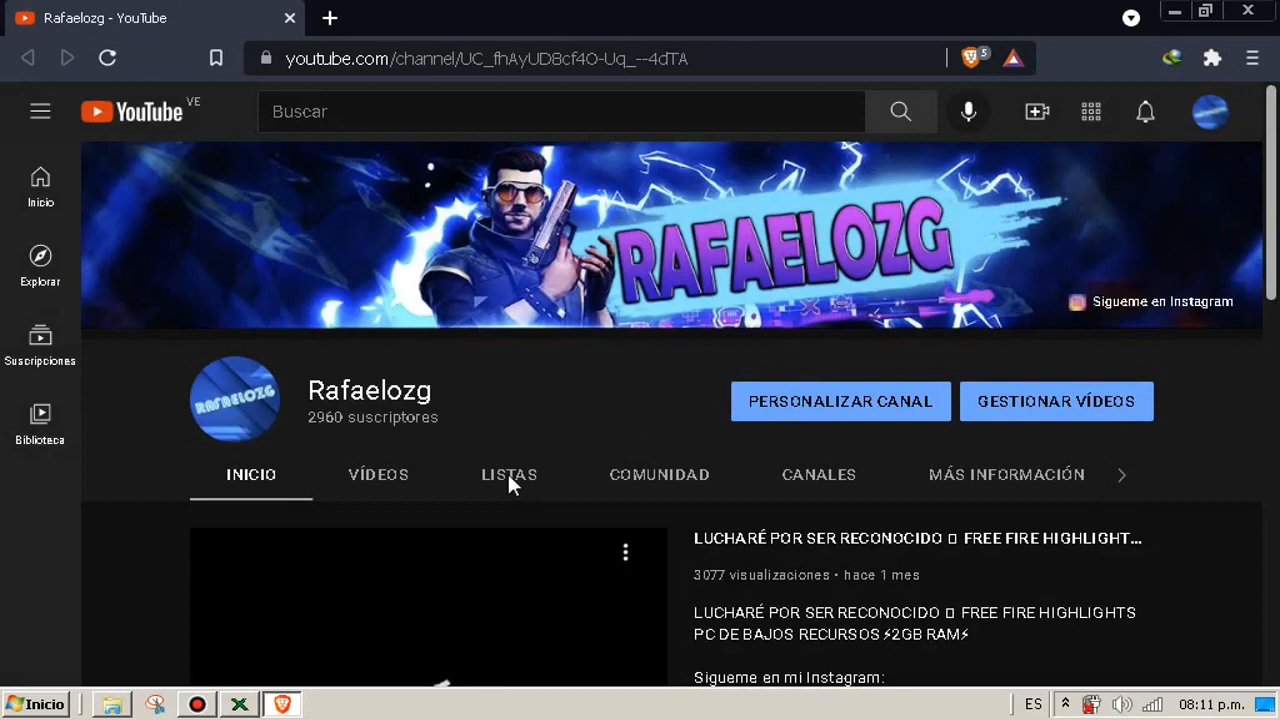 Rafaelozg - YouTube
youtube.com/channel/UC_fhAyUDBcf4O-Uq_--4dTA
5
YouTube VE
Buscar
Inicio
Explorar
Suscripciones
Biblioteca
RAFAELOZG
Sigueme en Instagram
RAFAELOZG
Rafaelozg
2960 suscriptores
PERSONALIZAR CANAL
GESTIONAR VÍDEOS
INICIO
VÍDEOS
LISTAS
COMUNIDAD
CANALES
MÁS INFORMACIÓN
LUCHARÉ POR SER RECONOCIDO ▯ FREE FIRE HIGHLIGHT...
3077 visualizaciones • hace 1 mes
LUCHARÉ POR SER RECONOCIDO ▯ FREE FIRE HIGHLIGHTS
PC DE BAJOS RECURSOS ⚡2GB RAM⚡
Sigueme en mi Instagram:
Inicio
ES
08:11 p.m.